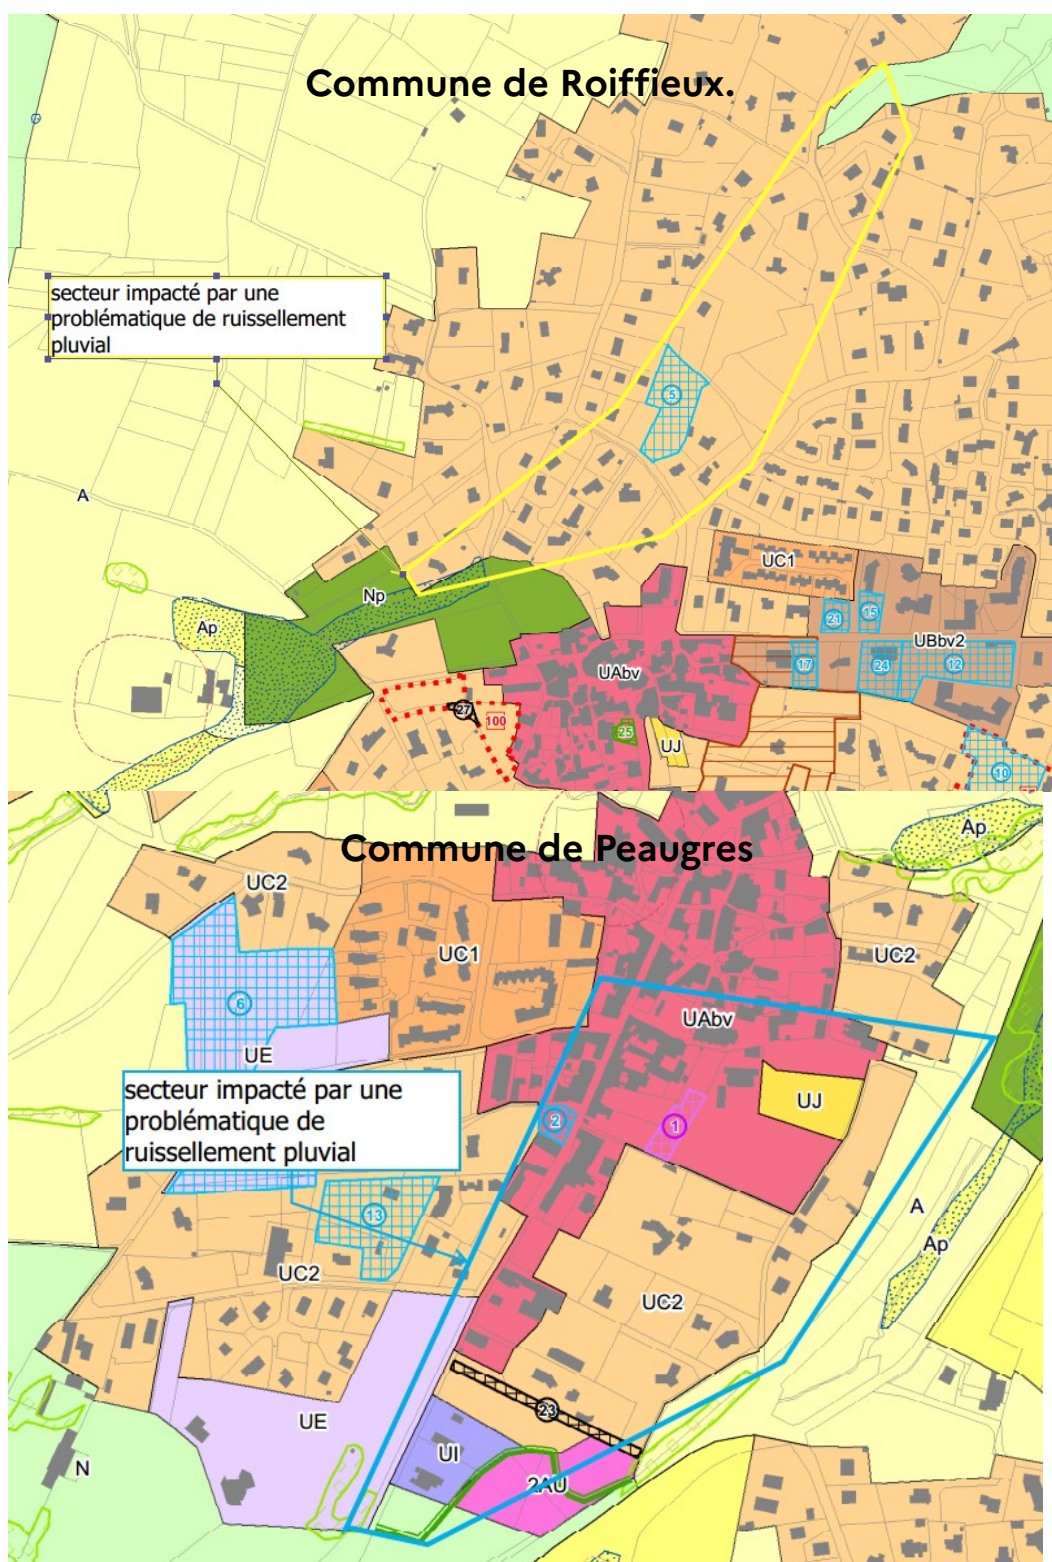 Commune de Roiffieux.
secteur impacté par une
problématique de ruissellement
pluvial
5
A
UC1
Np
15
21
Ap
UBbv2
UAbv
17
24
12
27
100
25
UJ
10
Commune de Peaugres
Ap
UC2
UC1
UC2
6
UAbv
UE
secteur impacté par une
problématique de
ruissellement pluvial
UJ
2
1
A
13
Ap
UC2
UC2
23
UE
UI
N
2AU